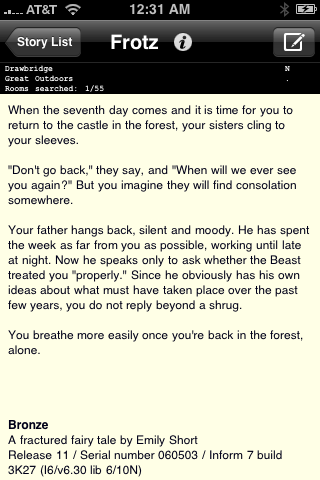 AT&T 12:31 AM
Story List Frotz i
Drawbridge N
Great Outdoors .
Rooms searched: 1/55
When the seventh day comes and it is time for you to
return to the castle in the forest, your sisters cling to
your sleeves.
"Don't go back," they say, and "When will we ever see
you again?" But you imagine they will find consolation
somewhere.
Your father hangs back, silent and moody. He has spent
the week as far from you as possible, working until late
at night. Now he speaks only to ask whether the Beast
treated you "properly." Since he obviously has his own
ideas about what must have taken place over the past
few years, you do not reply beyond a shrug.
You breathe more easily once you're back in the forest,
alone.
Bronze
A fractured fairy tale by Emily Short
Release 11 / Serial number 060503 / Inform 7 build
3K27 (I6/v6.30 lib 6/10N)